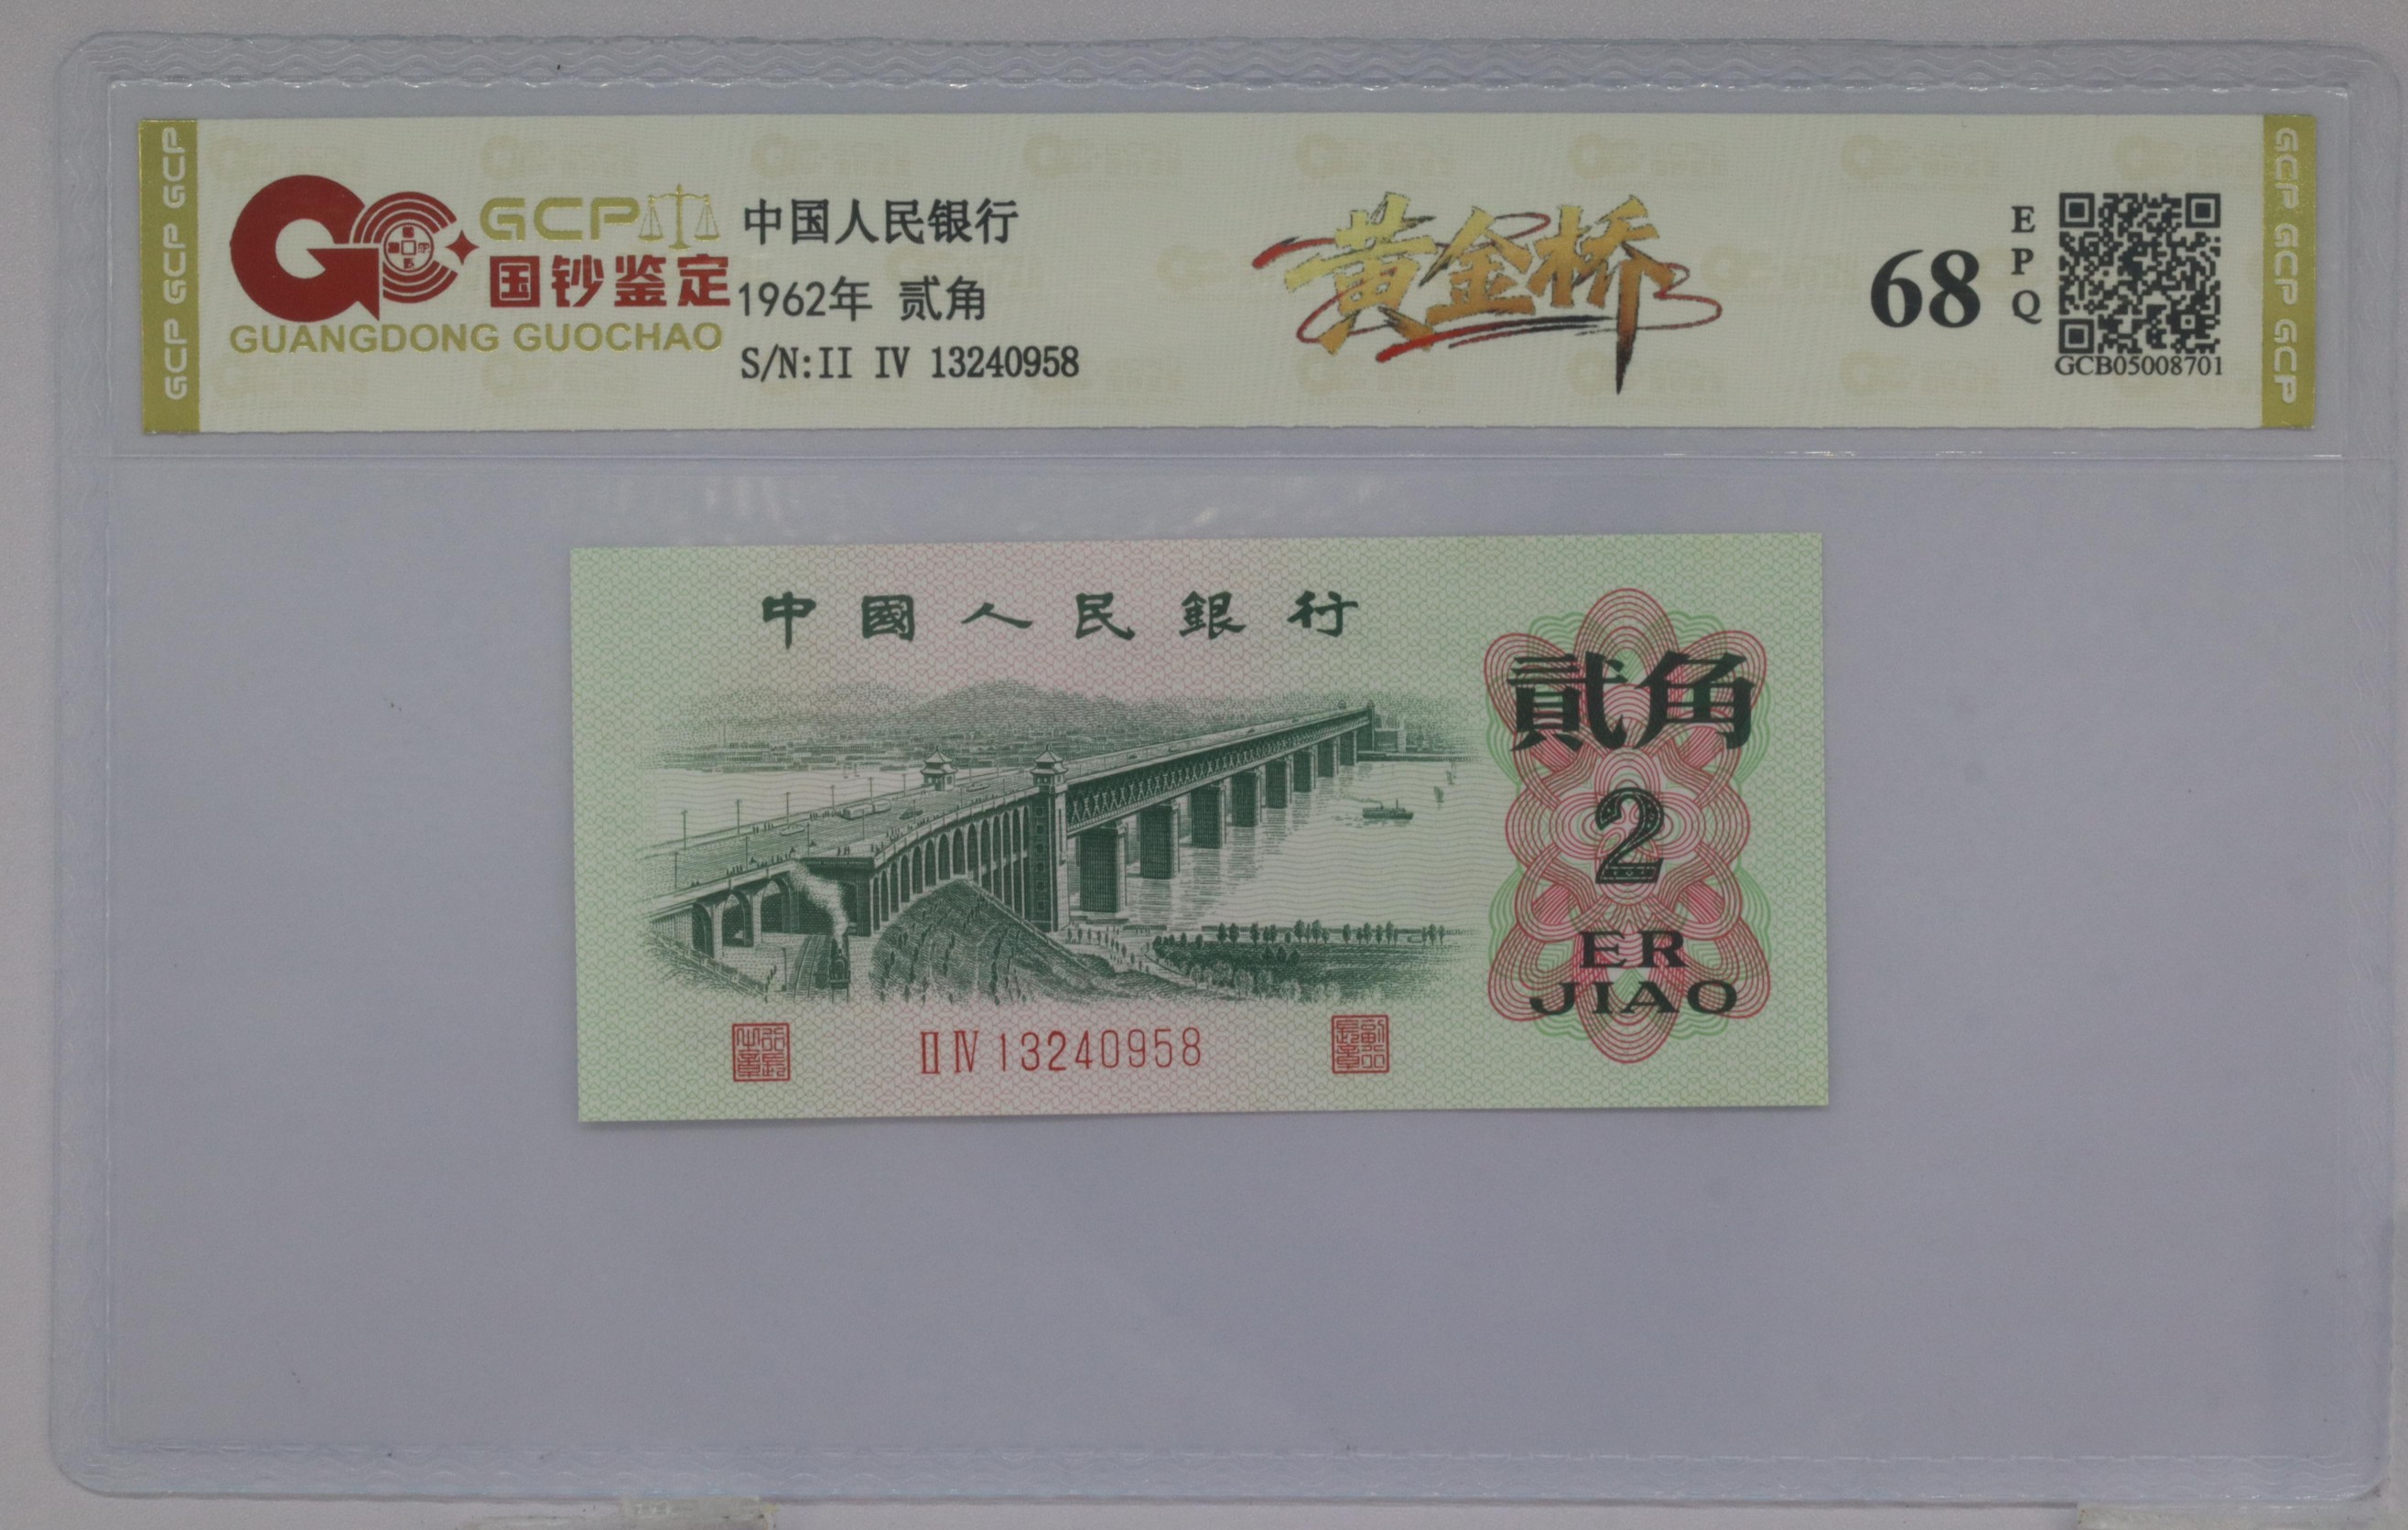 GCP GCP GCP
GCP
国钞鉴定
GUANGDONG GUOCHAO
中国人民银行
1962年 贰角
S/N:II IV 13240958
黄金桥
68
EPQ
GCB05008701
GCP GCP GCP
中國人民銀行
貳角
2
ER
JIAO
II IV 13240958